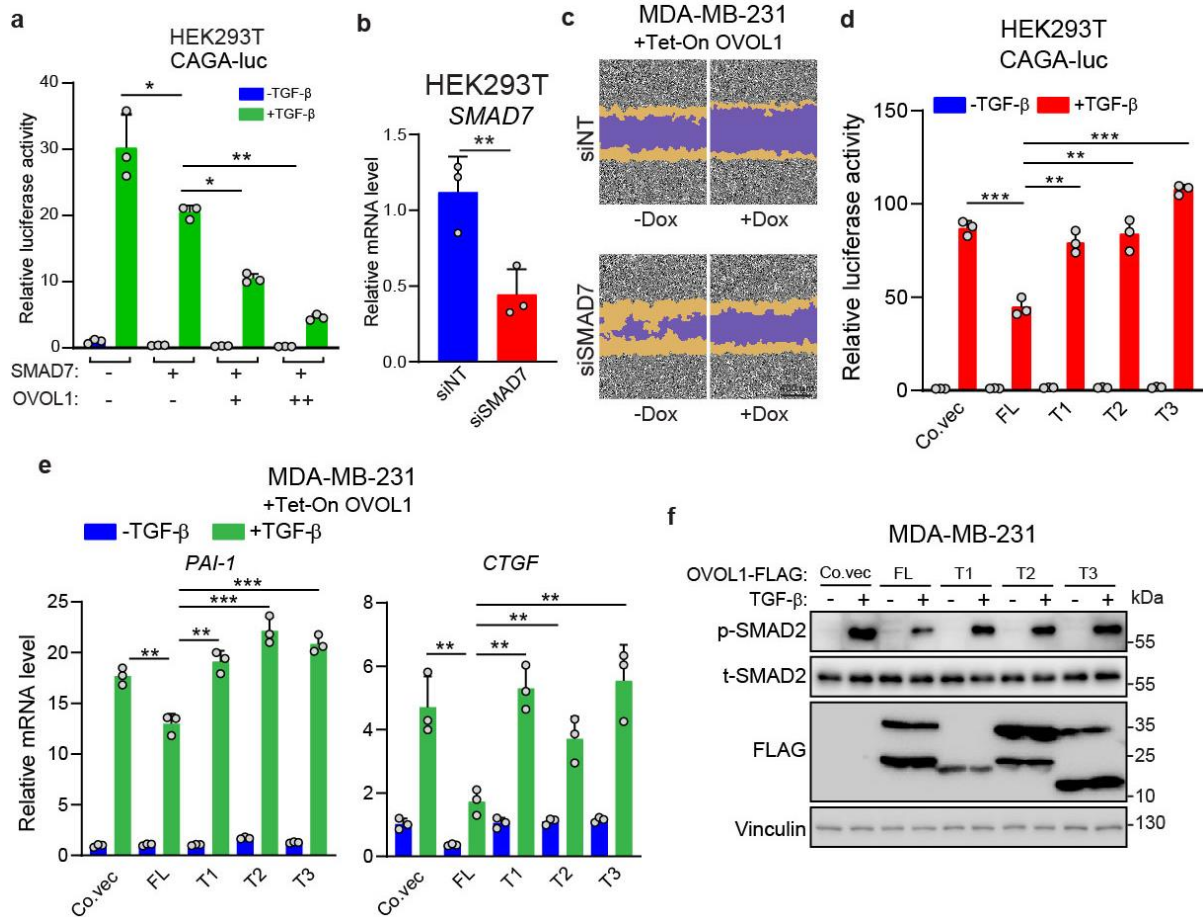 a
HEK293T
CAGA-luc
-TGF-β
+TGF-β
Relative luciferase activity
40
30
20
10
0
*
*
**
SMAD7: - + + +
OVOL1: - - + ++
b
HEK293T
SMAD7
Relative mRNA level
1.5
1.0
0.5
0.0
**
siNT
siSMAD7
c
MDA-MB-231
+Tet-On OVOL1
siNT
-Dox +Dox
siSMAD7
-Dox +Dox
d
HEK293T
CAGA-luc
-TGF-β +TGF-β
Relative luciferase activity
150
100
50
0
***
**
**
***
Co.vec FL T1 T2 T3
e
MDA-MB-231
+Tet-On OVOL1
-TGF-β +TGF-β
PAI-1
Relative mRNA level
25
20
15
10
5
0
***
***
**
**
Co.vec FL T1 T2 T3
CTGF
8
6
4
2
0
**
**
**
**
Co.vec FL T1 T2 T3
f
MDA-MB-231
OVOL1-FLAG: Co.vec FL T1 T2 T3
TGF-β: - + - + - + - + - + kDa
p-SMAD2 55
t-SMAD2 55
FLAG 35
25
10
Vinculin 130